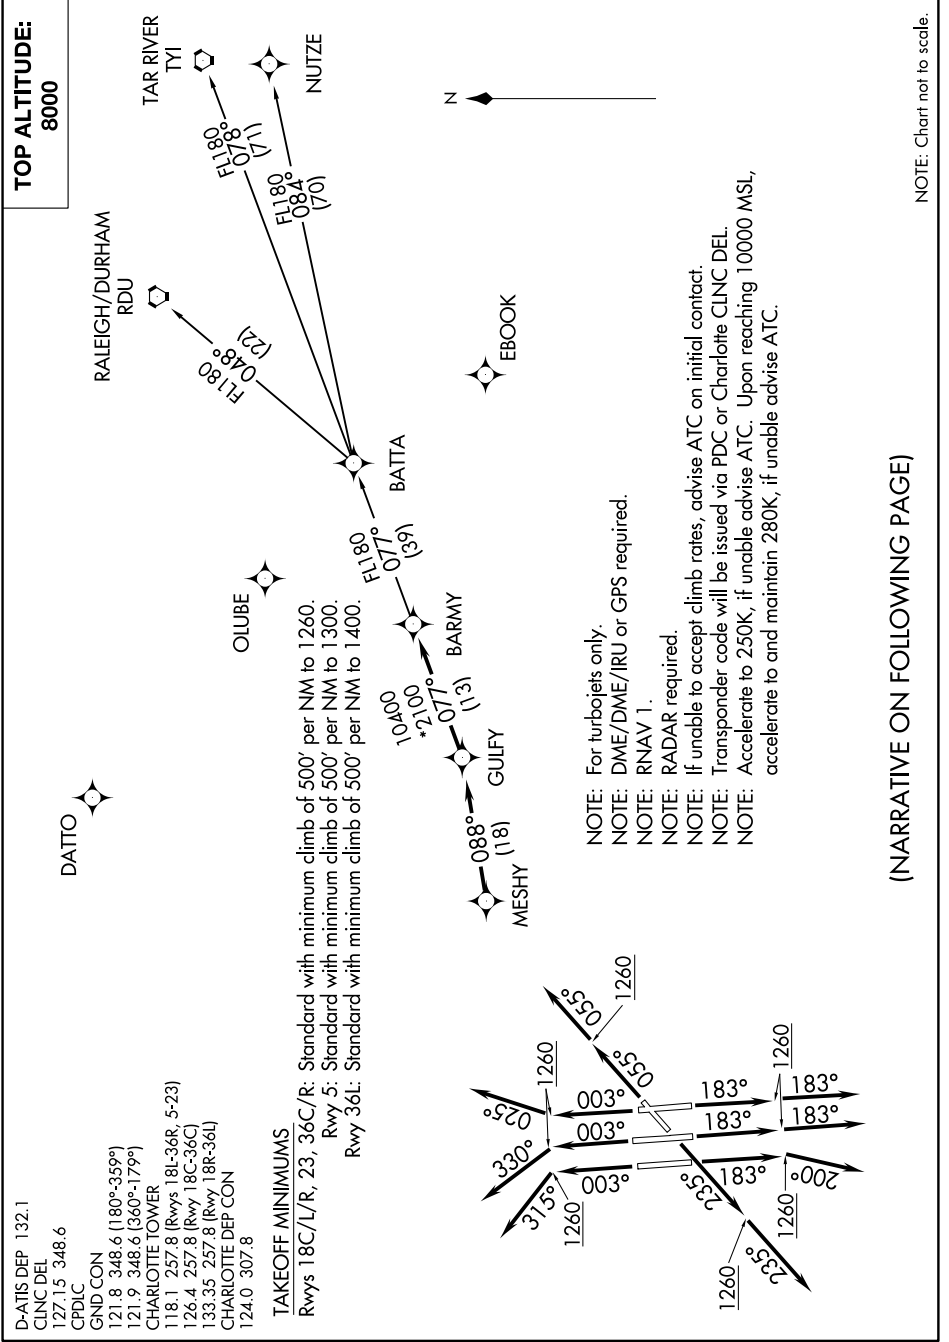 TOP ALTITUDE:
8000
D-ATIS DEP 132.1
CLNC DEL
127.15 348.6
CPDLC
GND CON
121.8 348.6 (180°-359°)
121.9 348.6 (360°-179°)
CHARLOTTE TOWER
118.1 257.8 (Rwys 18L-36R, 5-23)
126.4 257.8 (Rwy 18C-36C)
133.35 257.8 (Rwy 18R-36L)
CHARLOTTE DEP CON
124.0 307.8
TAKEOFF MINIMUMS
Rwys 18C/L/R, 23, 36C/R: Standard with minimum climb of 500' per NM to 1260.
Rwy 5: Standard with minimum climb of 500' per NM to 1300.
Rwy 36L: Standard with minimum climb of 500' per NM to 1400.
DATTO
OLUBE
RALEIGH/DURHAM
RDU
TAR RIVER
TYI
NUTZE
FL180
048°
(22)
FL180
078°
(71)
FL180
084°
(70)
BATTA
EBOOK
N
FL180
077°
(39)
BARMY
10400
*2100
077°
(13)
GULFY
088°
(18)
MESHY
315°
330°
025°
1260
1260
003°
003°
003°
055°
055°
1260
183°
183°
183°
1260
183°
183°
200°
1260
235°
235°
1260
NOTE: For turbojets only.
NOTE: DME/DME/IRU or GPS required.
NOTE: RNAV 1.
NOTE: RADAR required.
NOTE: If unable to accept climb rates, advise ATC on initial contact.
NOTE: Transponder code will be issued via PDC or Charlotte CLNC DEL.
NOTE: Accelerate to 250K, if unable advise ATC. Upon reaching 10000 MSL,
accelerate to and maintain 280K, if unable advise ATC.
(NARRATIVE ON FOLLOWING PAGE)
NOTE: Chart not to scale.